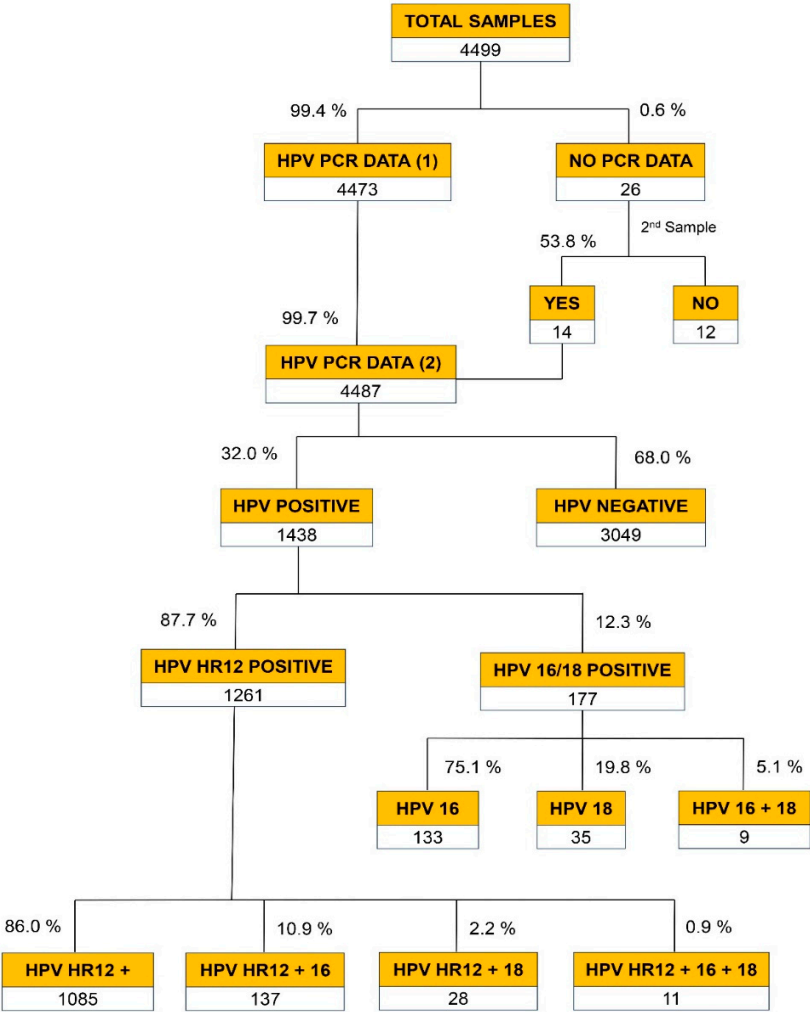 TOTAL SAMPLES
4499
99.4 %
0.6 %
HPV PCR DATA (1)
4473
NO PCR DATA
26
2nd Sample
53.8 %
YES
14
NO
12
99.7 %
HPV PCR DATA (2)
4487
32.0 %
68.0 %
HPV POSITIVE
1438
HPV NEGATIVE
3049
87.7 %
12.3 %
HPV HR12 POSITIVE
1261
HPV 16/18 POSITIVE
177
75.1 %
19.8 %
5.1 %
HPV 16
133
HPV 18
35
HPV 16 + 18
9
86.0 %
10.9 %
2.2 %
0.9 %
HPV HR12 +
1085
HPV HR12 + 16
137
HPV HR12 + 18
28
HPV HR12 + 16 + 18
11